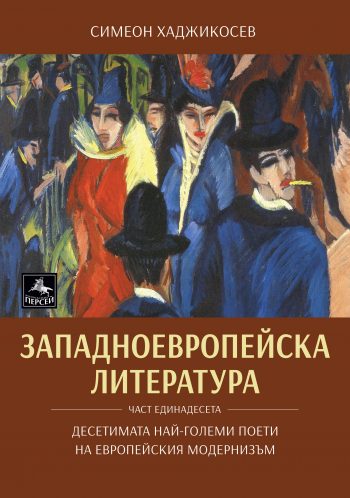 СИМЕОН ХАДЖИКОСЕВ
ПЕРСЕЙ
ЗАПАДНОЕВРОПЕЙСКА
ЛИТЕРАТУРА
ЧАСТ ЕДИНАДЕСЕТА
ДЕСЕТИМАТА НАЙ-ГОЛЕМИ ПОЕТИ
НА ЕВРОПЕЙСКИЯ МОДЕРНИЗЪМ